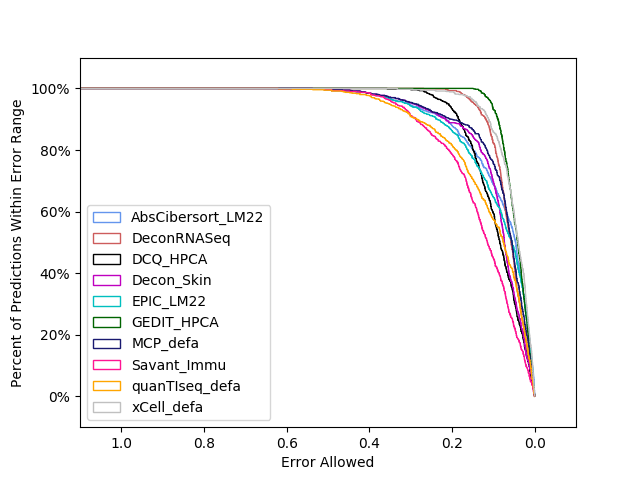 100%
80%
60%
40%
20%
0%
Percent of Predictions Within Error Range
AbsCibersort_LM22
DeconRNASeq
DCQ_HPCA
Decon_Skin
EPIC_LM22
GEDIT_HPCA
MCP_defa
Savant_Immu
quanTIseq_defa
xCell_defa
1.0 0.8 0.6 0.4 0.2 0.0
Error Allowed